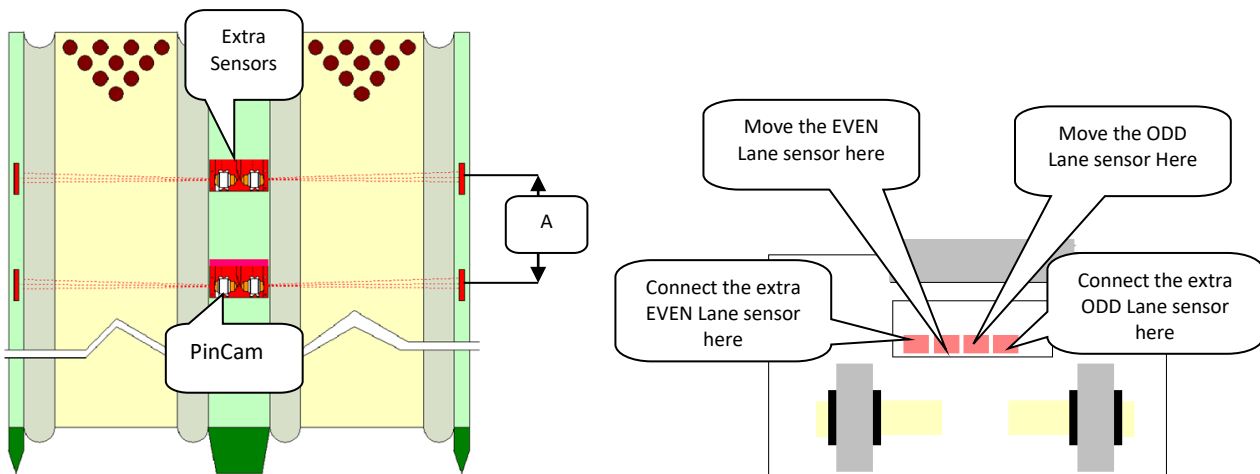 Extra
Sensors
A
PinCam
Move the EVEN
Lane sensor here
Move the ODD
Lane sensor Here
Connect the extra
EVEN Lane sensor
here
Connect the extra
ODD Lane sensor
here